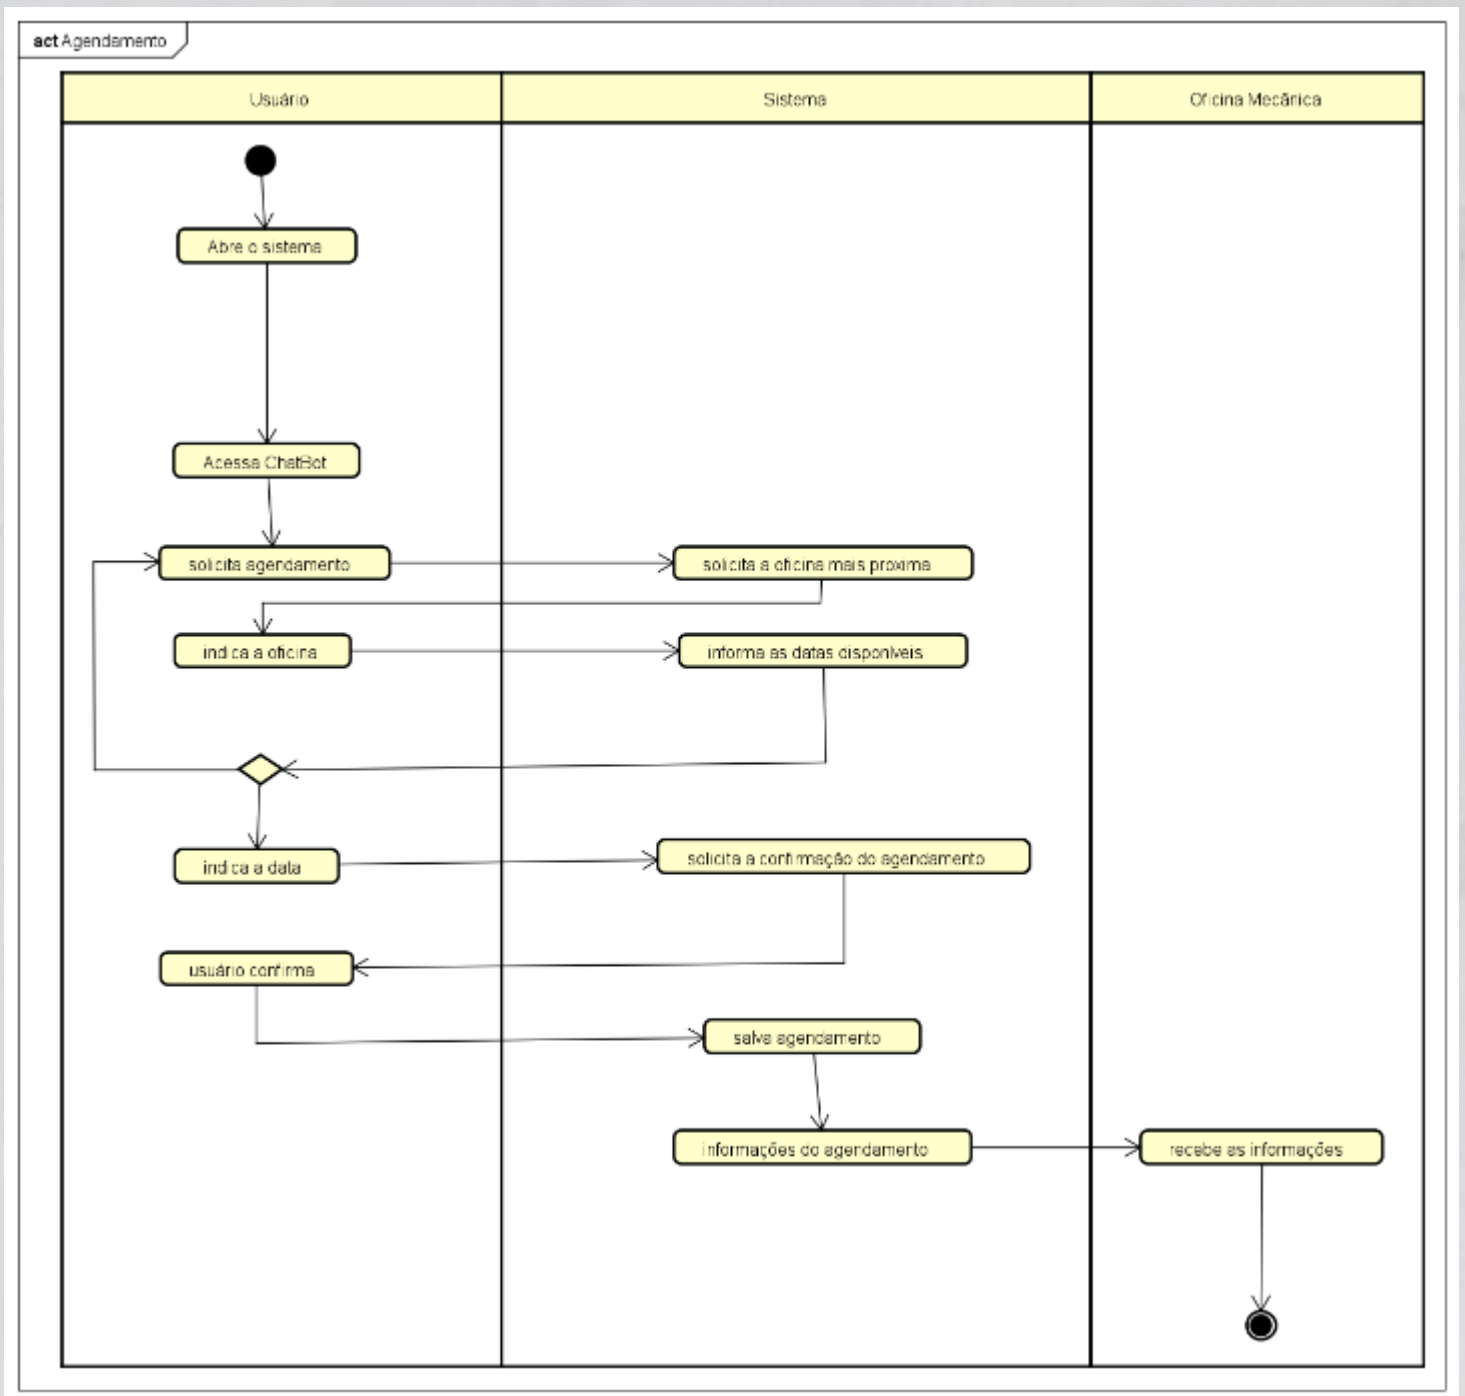 act Agendamento
Usuário
Sistema
Oficina Mecânica
Abre o sistema
Acessa ChatBot
solicita agendamento
solicita a oficina mais proxima
indica a oficina
informa as datas disponíveis
indica a data
solicita a confirmação do agendamento
usuário confirma
salva agendamento
informações do agendamento
recebe as informações